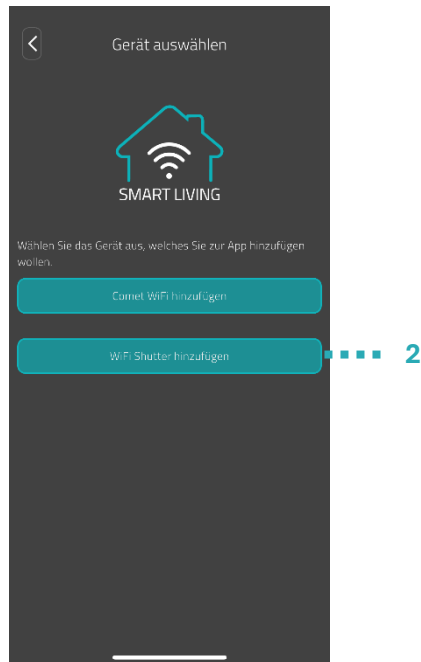 Gerät auswählen
SMART LIVING
Wählen Sie das Gerät aus, welches Sie zur App hinzufügen
wollen.
Comet WiFi hinzufügen
WiFi Shutter hinzufügen
2